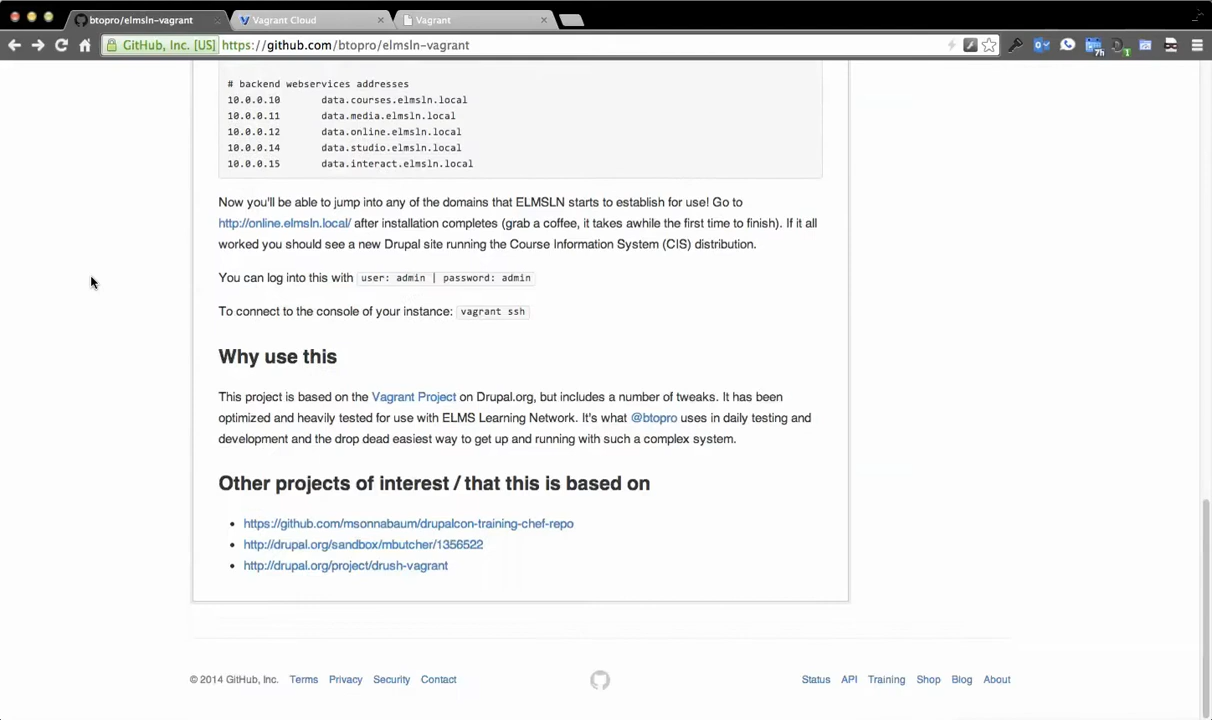 btopro/elmsln-vagrant
Vagrant Cloud
Vagrant
GitHub, Inc. [US]
https://github.com/btopro/elmsln-vagrant
7h
1
# backend webservices addresses
10.0.0.10 data.courses.elmsln.local
10.0.0.11 data.media.elmsln.local
10.0.0.12 data.online.elmsln.local
10.0.0.14 data.studio.elmsln.local
10.0.0.15 data.interact.elmsln.local
Now you'll be able to jump into any of the domains that ELMSLN starts to establish for use! Go to
http://online.elmsln.local/ after installation completes (grab a coffee, it takes awhile the first time to finish). If it all
worked you should see a new Drupal site running the Course Information System (CIS) distribution.
You can log into this with user: admin | password: admin
To connect to the console of your instance: vagrant ssh
Why use this
This project is based on the Vagrant Project on Drupal.org, but includes a number of tweaks. It has been
optimized and heavily tested for use with ELMS Learning Network. It's what @btopro uses in daily testing and
development and the drop dead easiest way to get up and running with such a complex system.
Other projects of interest / that this is based on
https://github.com/msonnabaum/drupalcon-training-chef-repo
http://drupal.org/sandbox/mbutcher/1356522
http://drupal.org/project/drush-vagrant
© 2014 GitHub, Inc. Terms Privacy Security Contact
Status API Training Shop Blog About